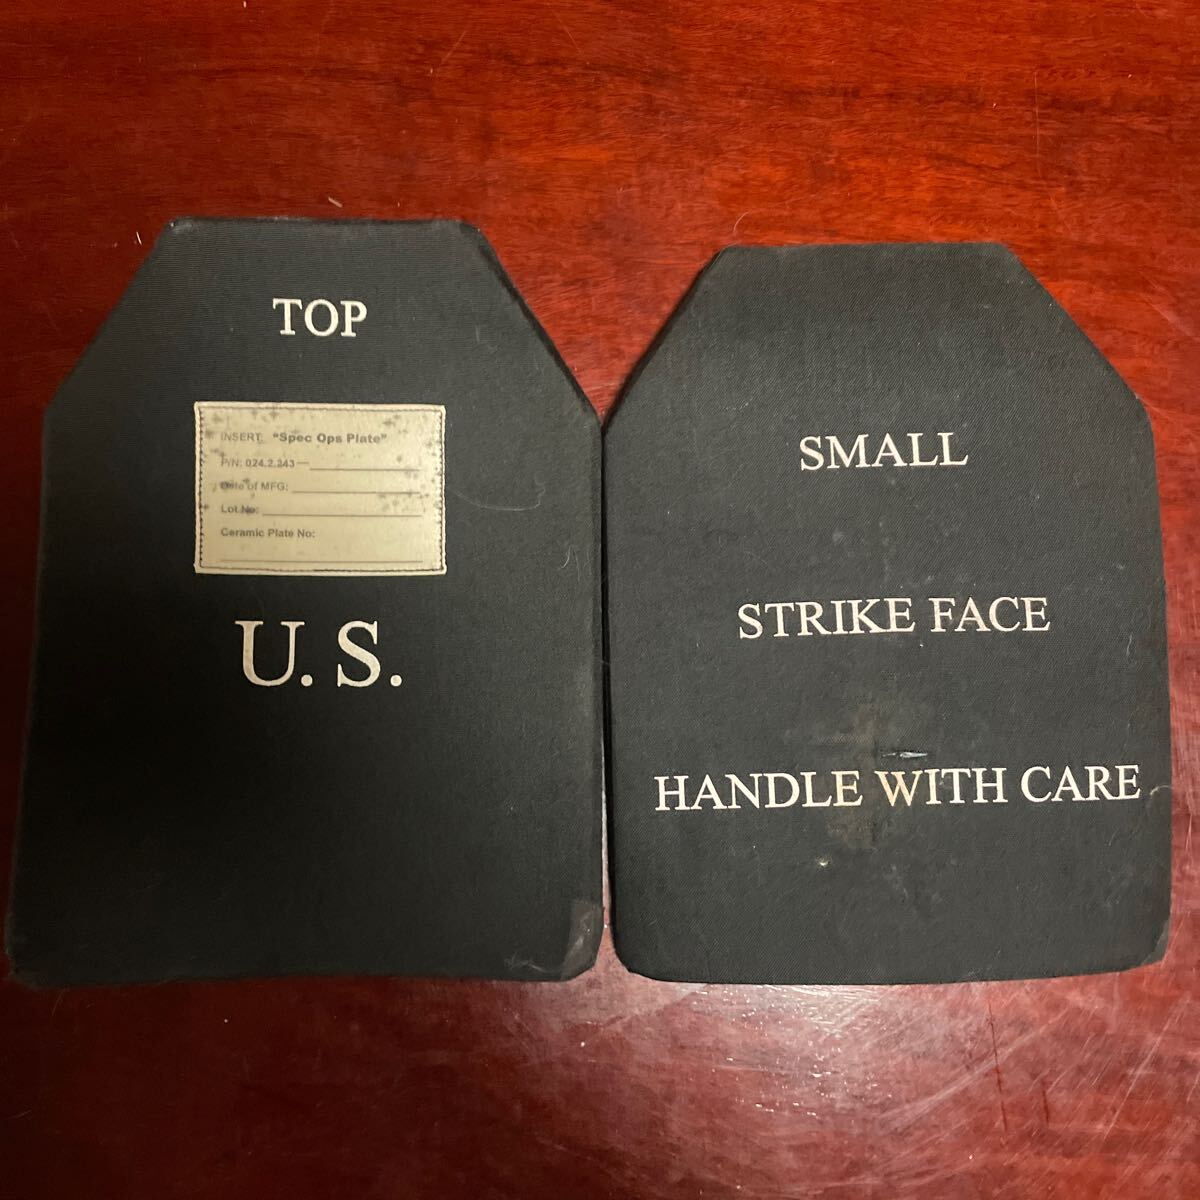 TOP
INSERT: "Spec Ops Plate"
P/N: 024.2.243—
Date of MFG:
Lot No:
Ceramic Plate No:
U.S.
SMALL
STRIKE FACE
HANDLE WITH CARE